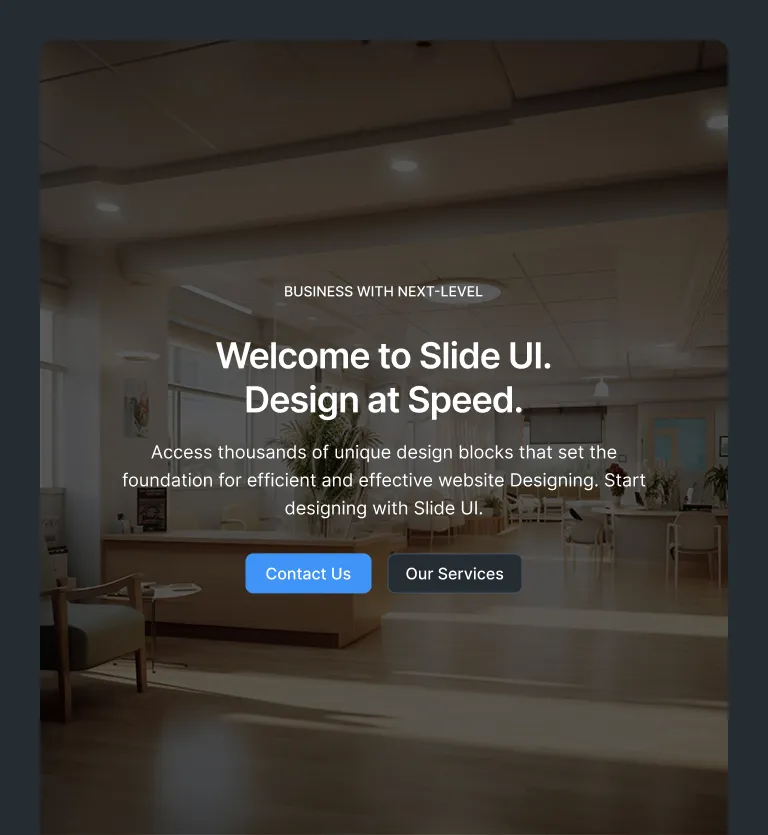 BUSINESS WITH NEXT-LEVEL
Welcome to Slide UI.
Design at Speed.
Access thousands of unique design blocks that set the
foundation for efficient and effective website Designing. Start
designing with Slide UI.
Contact Us
Our Services